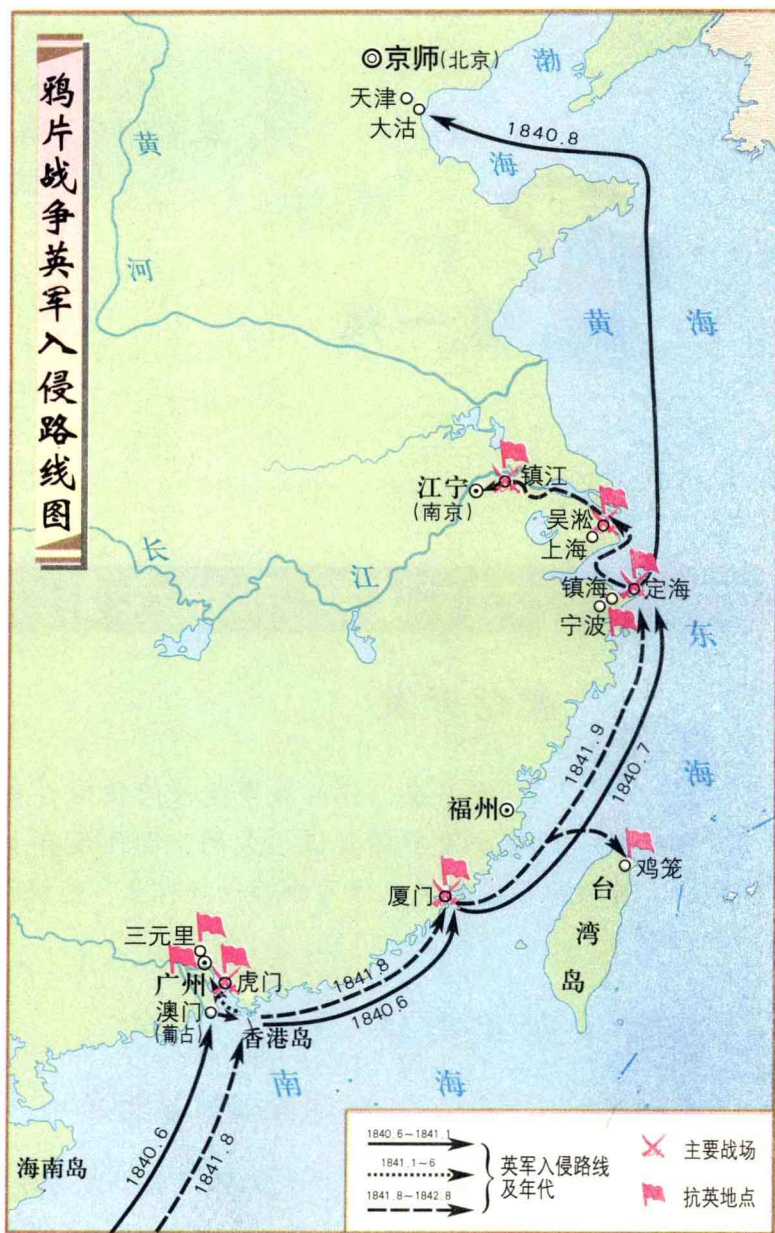 鸦片战争英军入侵路线图
京师(北京)
天津
大沽
渤海
1840.8
黄河
黄海
镇江
江宁
(南京)
吴淞
上海
长江
镇海
定海
宁波
东海
1841.9
1840.7
福州
鸡笼
台湾岛
厦门
三元里
广州
虎门
澳门
(葡占)
香港岛
1841.8
1840.6
南海
海南岛
1840.6
1841.8
1840.6~1841.1
1841.1~6
1841.8~1842.8
英军入侵路线
及年代
主要战场
抗英地点